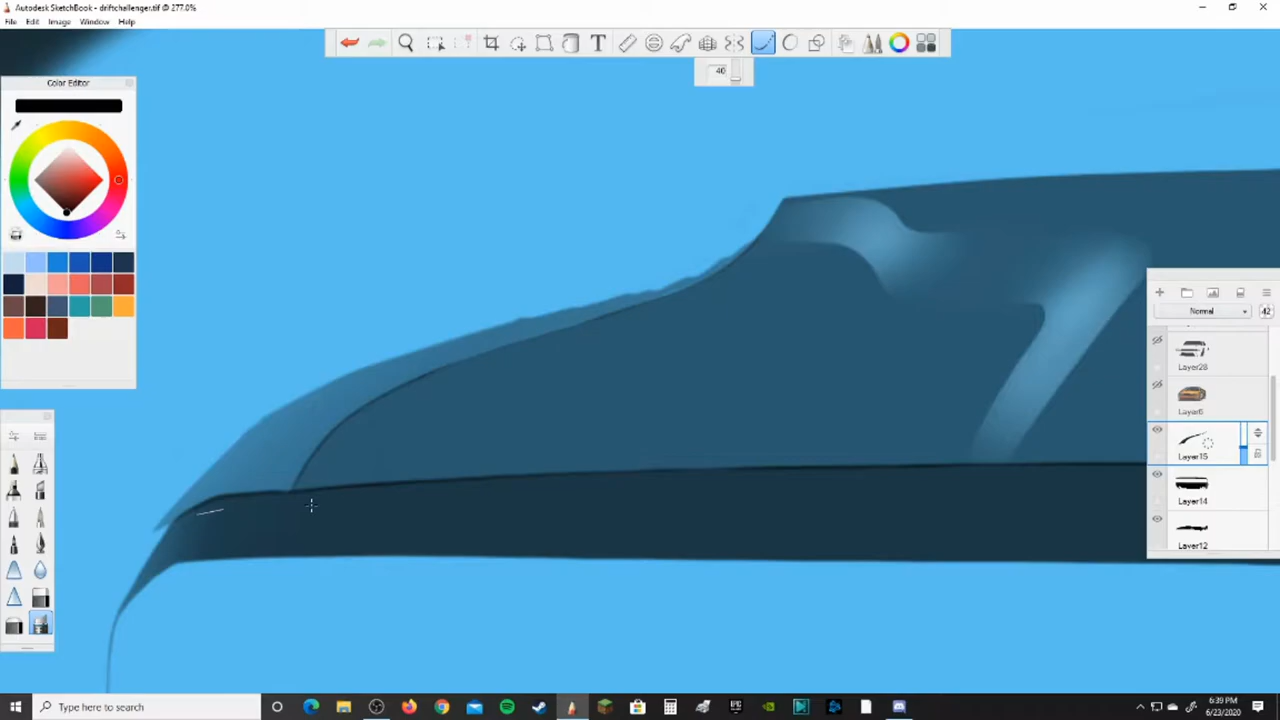 Autodesk SketchBook - driftchallenger.tif @ 277.0%
File Edit Image Window Help
40
Color Editor
Normal
42
Layer28
Layer6
Layer15
Layer14
Layer12
Type here to search
6:39 PM
6/23/2020